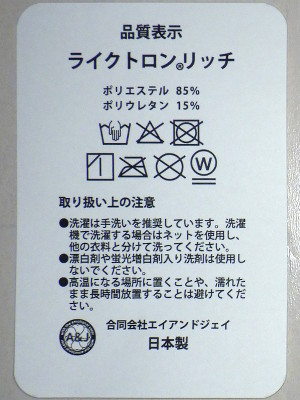 品質表示
ライクトロン®リッチ
ポリエステル 85%
ポリウレタン 15%
W
取り扱い上の注意
●洗濯は手洗いを推奨しています。洗濯
機で洗濯する場合はネットを使用し、
他の衣料と分けて洗ってください。
●漂白剤や蛍光増白剤入り洗剤は使用し
ないでください。
●高温になる場所に置くことや、濡れた
まま長時間放置することは避けてくだ
さい。
A&J
合同会社エイアンドジェイ
日本製